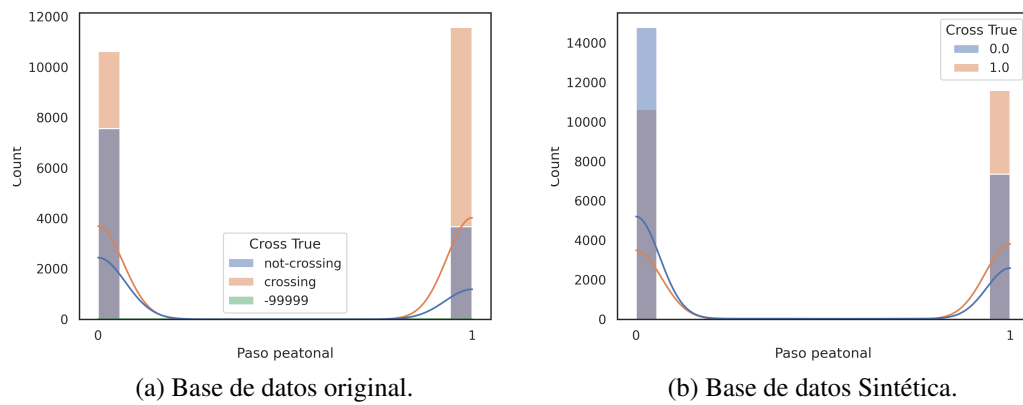 12000
10000
8000
6000
4000
2000
0
Count
Cross True
not-crossing
crossing
-99999
0
1
Paso peatonal
(a) Base de datos original.
14000
12000
10000
8000
6000
4000
2000
0
Count
Cross True
0.0
1.0
0
1
Paso peatonal
(b) Base de datos Sintética.